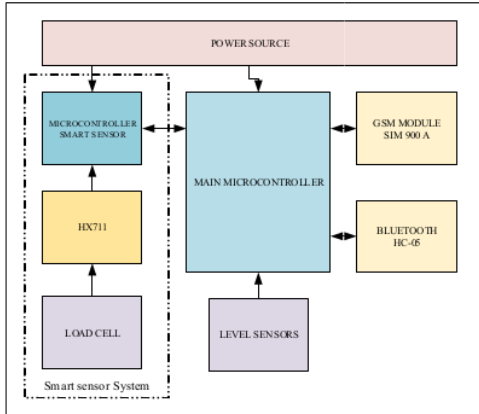 POWER SOURCE
MICROCONTROLLER
SMART SENSOR
MAIN MICROCONTROLLER
GSM MODULE
SIM 900 A
HX711
BLUETOOTH
HC-05
LOAD CELL
LEVEL SENSORS
Smart sensor System